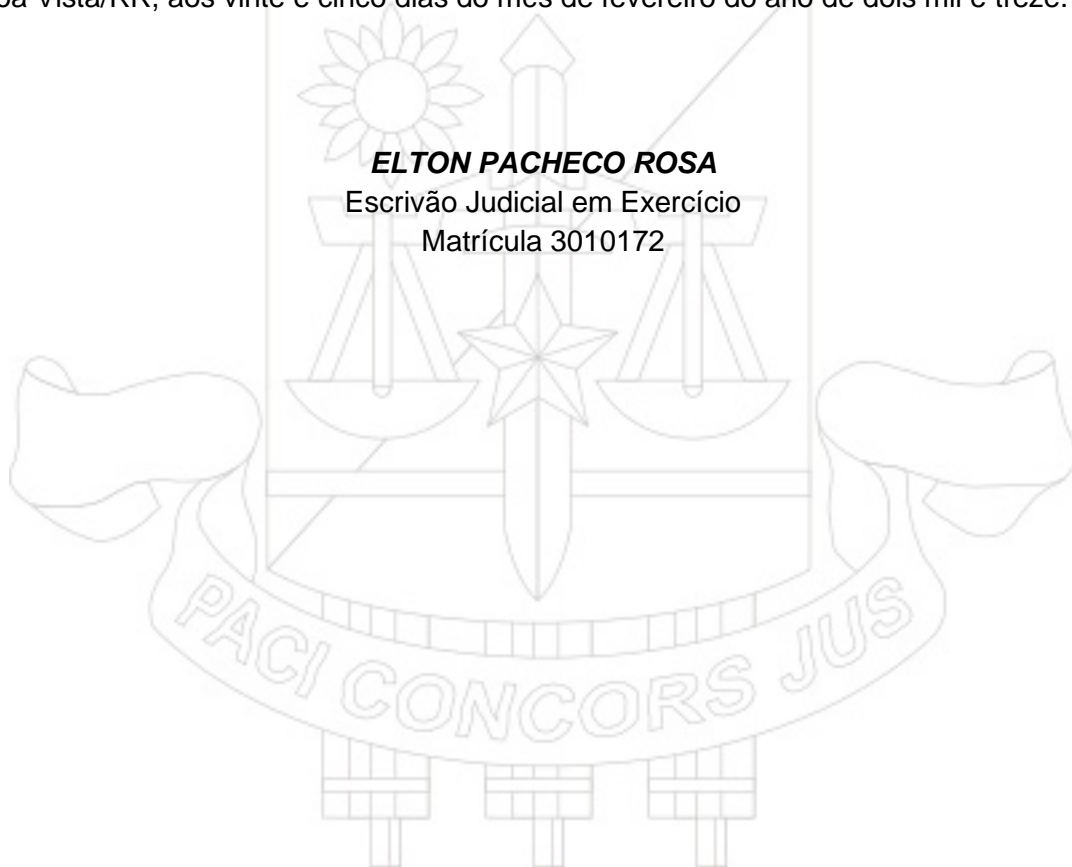 Vista/RR, aos vinte e cinco dias do mês de fevereiro do ano de dois mil e treze.
ELTON PACHECO ROSA
Escrivão Judicial em Exercício
Matrícula 3010172
PACI CONCORS JUS